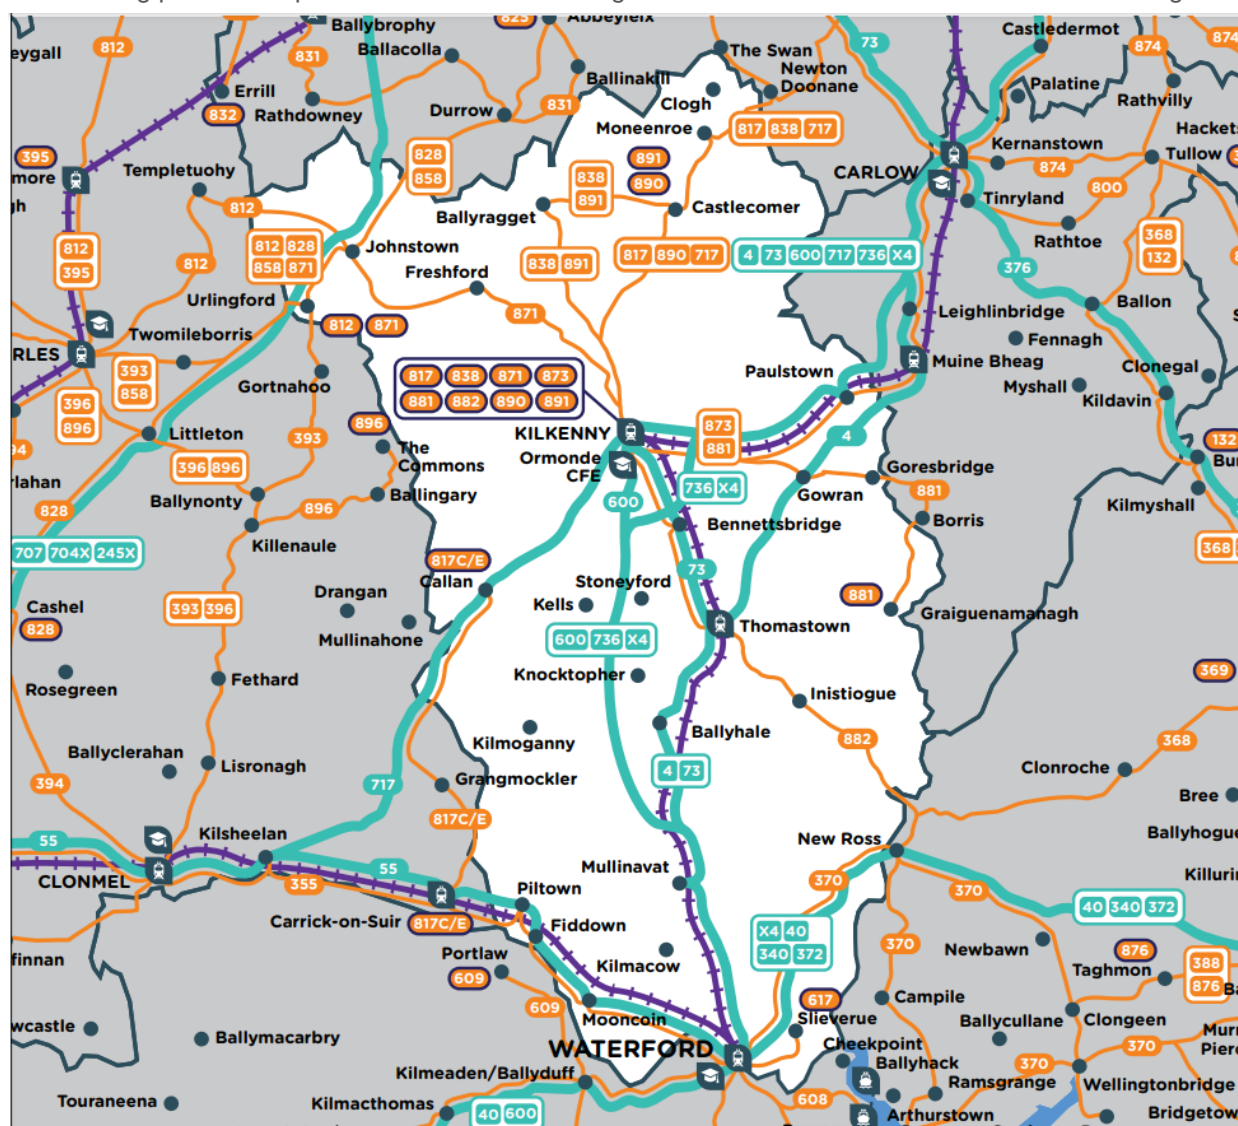 812
Ballybrophy
825
Abbeyleix
73
Castledermot
874
874
eygall
831
Ballacolla
The Swan
Newton
Doonane
Errill
Ballinakill
Clogh
Palatine
Rathvilly
832
Rathdowney
Durrow
831
Moneenroe
817 838 717
Hackets
395
more
Templetuohy
828
858
891
890
Kernanstown
874
Tullow
CARLOW
gh
812
838
891
Castlecomer
Tinryland
800
Ballyragget
Rathtoe
812
395
812
812 828
858 871
Johnstown
838 891
817 890 717
4 73 600 717 736 X4
376
368
132
Freshford
Urlingford
871
Leighlinbridge
Ballon
812
871
Twomileborris
Fennagh
RLES
Paulstown
Muine Bheag
Clonegal
393
858
Gortnahoo
817 838 871 873
881 882 890 891
Myshall
Kildavin
396
896
Littleton
896
KILKENNY
873
881
4
132
Bun
94
393
The
Commons
Ormonde
CFE
Goresbridge
rlahan
396 896
736 X4
Gowran
881
Kilmyshall
Ballynonty
Ballingary
600
828
896
Bennettsbridge
Borris
Killenaule
368
707 704X 245X
817C/E
Callan
73
Drangan
Stoneyford
Cashel
828
393 396
Kells
881
Graiguenamanagh
Mullinahone
600 736 X4
Thomastown
Rosegreen
Fethard
Knocktopher
369
Inistiogue
Kilmoganny
Ballyhale
882
368
Ballyclerahan
Lisronagh
4 73
Clonroche
394
717
Grangmockler
Bree
817C/E
Kilsheelan
New Ross
Ballyhogue
55
55
Mullinavat
CLONMEL
355
370
370
Killurin
Piltown
Carrick-on-Suir
817C/E
40 340 372
Fiddown
X4 40
340 372
370
Newbawn
876
finnan
Portlaw
Kilmacow
Taghmon
388
876
Ba
609
609
617
Campile
Slieverue
Mooncoin
Ballycullane
Clongeen
wcastle
Ballymacarbry
WATERFORD
Cheekpoint
370
Murr
Pierc
Kilmeaden/Ballyduff
Ballyhack
370
Ramsgrange
Wellingtonbridge
Touraneena
Kilmacthomas
608
40 600
Arthurstown
Bridgetow